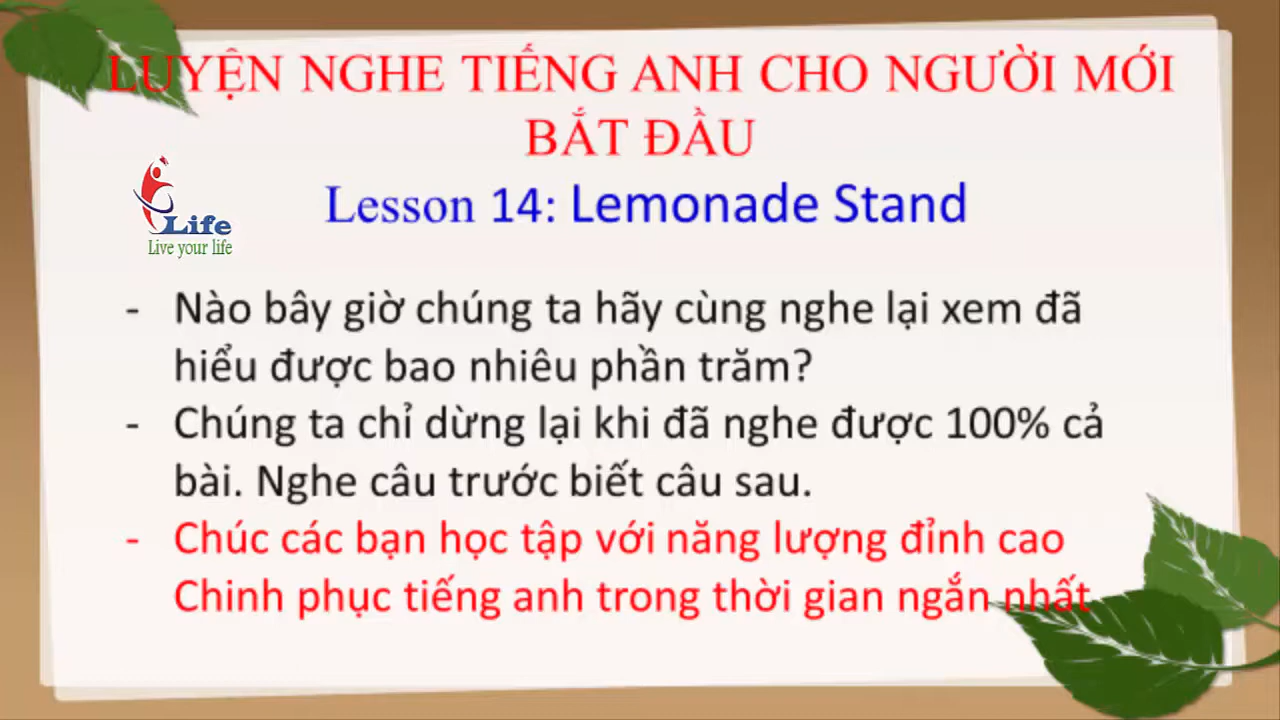 LUYỆN NGHE TIẾNG ANH CHO NGƯỜI MỚI
BẮT ĐẦU
Lesson 14: Lemonade Stand
Life
Live your life
- Nào bây giờ chúng ta hãy cùng nghe lại xem đã
hiểu được bao nhiêu phần trăm?
- Chúng ta chỉ dừng lại khi đã nghe được 100% cả
bài. Nghe câu trước biết câu sau.
- Chúc các bạn học tập với năng lượng đỉnh cao
Chinh phục tiếng anh trong thời gian ngắn nhất